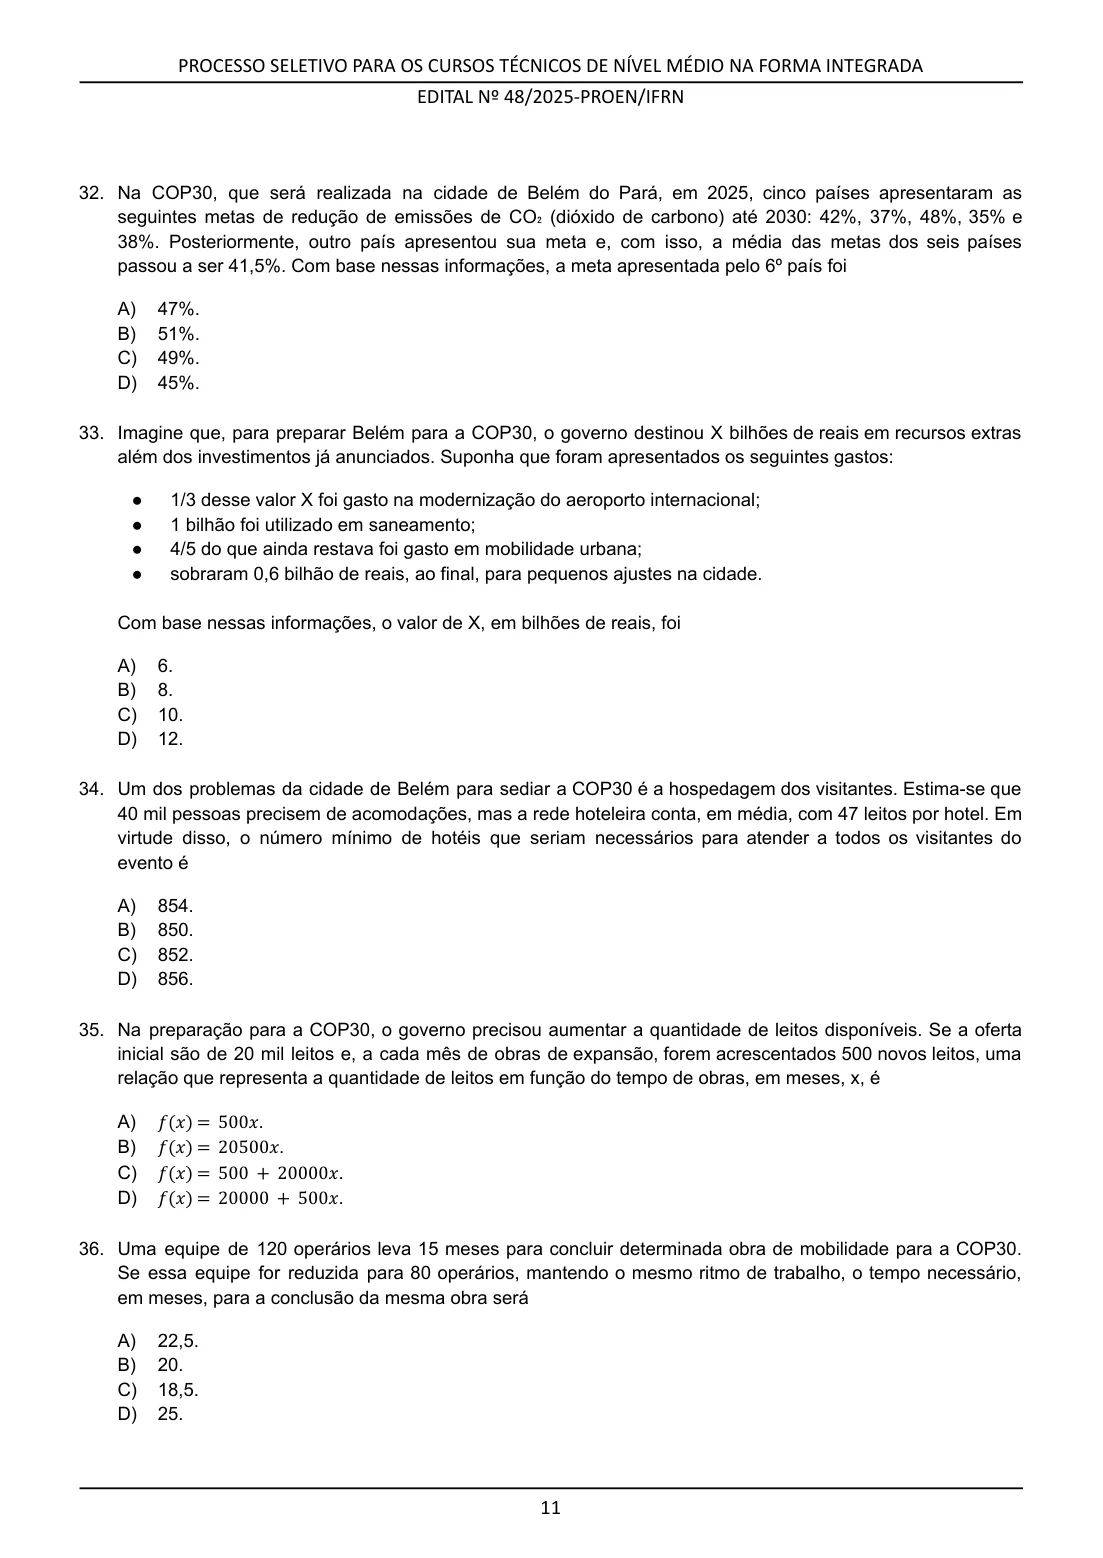 PROCESSO SELETIVO PARA OS CURSOS TÉCNICOS DE NÍVEL MÉDIO NA FORMA INTEGRADA
EDITAL Nº 48/2025-PROEN/IFRN
32. Na COP30, que será realizada na cidade de Belém do Pará, em 2025, cinco países apresentaram as
seguintes metas de redução de emissões de CO₂ (dióxido de carbono) até 2030: 42%, 37%, 48%, 35% e
38%. Posteriormente, outro país apresentou sua meta e, com isso, a média das metas dos seis países
passou a ser 41,5%. Com base nessas informações, a meta apresentada pelo 6º país foi
A) 47%.
B) 51%.
C) 49%.
D) 45%.
33. Imagine que, para preparar Belém para a COP30, o governo destinou X bilhões de reais em recursos extras
além dos investimentos já anunciados. Suponha que foram apresentados os seguintes gastos:
● 1/3 desse valor X foi gasto na modernização do aeroporto internacional;
● 1 bilhão foi utilizado em saneamento;
● 4/5 do que ainda restava foi gasto em mobilidade urbana;
● sobraram 0,6 bilhão de reais, ao final, para pequenos ajustes na cidade.
Com base nessas informações, o valor de X, em bilhões de reais, foi
A) 6.
B) 8.
C) 10.
D) 12.
34. Um dos problemas da cidade de Belém para sediar a COP30 é a hospedagem dos visitantes. Estima-se que
40 mil pessoas precisem de acomodações, mas a rede hoteleira conta, em média, com 47 leitos por hotel. Em
virtude disso, o número mínimo de hotéis que seriam necessários para atender a todos os visitantes do
evento é
A) 854.
B) 850.
C) 852.
D) 856.
35. Na preparação para a COP30, o governo precisou aumentar a quantidade de leitos disponíveis. Se a oferta
inicial são de 20 mil leitos e, a cada mês de obras de expansão, forem acrescentados 500 novos leitos, uma
relação que representa a quantidade de leitos em função do tempo de obras, em meses, x, é
A) f(x) = 500x.
B) f(x) = 20500x.
C) f(x) = 500 + 20000x.
D) f(x) = 20000 + 500x.
36. Uma equipe de 120 operários leva 15 meses para concluir determinada obra de mobilidade para a COP30.
Se essa equipe for reduzida para 80 operários, mantendo o mesmo ritmo de trabalho, o tempo necessário,
em meses, para a conclusão da mesma obra será
A) 22,5.
B) 20.
C) 18,5.
D) 25.
11